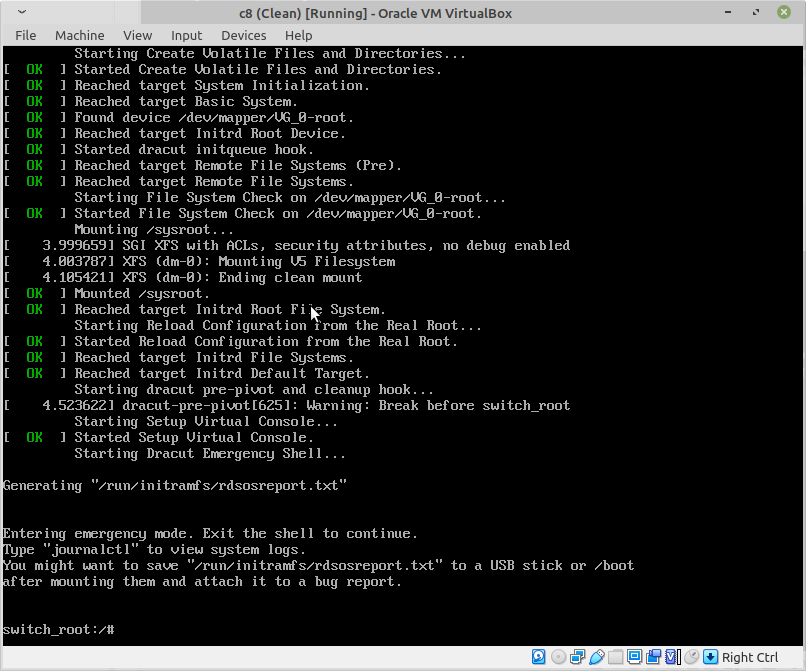 c8 (Clean) [Running] - Oracle VM VirtualBox
File Machine View Input Devices Help
Starting Create Volatile Files and Directories...
[ OK ] Started Create Volatile Files and Directories.
[ OK ] Reached target System Initialization.
[ OK ] Reached target Basic System.
[ OK ] Found device /dev/mapper/VG_0-root.
[ OK ] Reached target Initrd Root Device.
[ OK ] Started dracut initqueue hook.
[ OK ] Reached target Remote File Systems (Pre).
[ OK ] Reached target Remote File Systems.
Starting File System Check on /dev/mapper/VG_0-root...
[ OK ] Started File System Check on /dev/mapper/VG_0-root.
Mounting /sysroot...
[ 3.999659] SGI XFS with ACLs, security attributes, no debug enabled
[ 4.003787] XFS (dm-0): Mounting V5 Filesystem
[ 4.105421] XFS (dm-0): Ending clean mount
[ OK ] Mounted /sysroot.
[ OK ] Reached target Initrd Root File System.
Starting Reload Configuration from the Real Root...
[ OK ] Started Reload Configuration from the Real Root.
[ OK ] Reached target Initrd File Systems.
[ OK ] Reached target Initrd Default Target.
Starting dracut pre-pivot and cleanup hook...
[ 4.523622] dracut-pre-pivot[625]: Warning: Break before switch_root
Starting Setup Virtual Console...
[ OK ] Started Setup Virtual Console.
Starting Dracut Emergency Shell...
Generating "/run/initramfs/rdsosreport.txt"
Entering emergency mode. Exit the shell to continue.
Type "journalctl" to view system logs.
You might want to save "/run/initramfs/rdsosreport.txt" to a USB stick or /boot
after mounting them and attach it to a bug report.
switch_root:/#
Right Ctrl